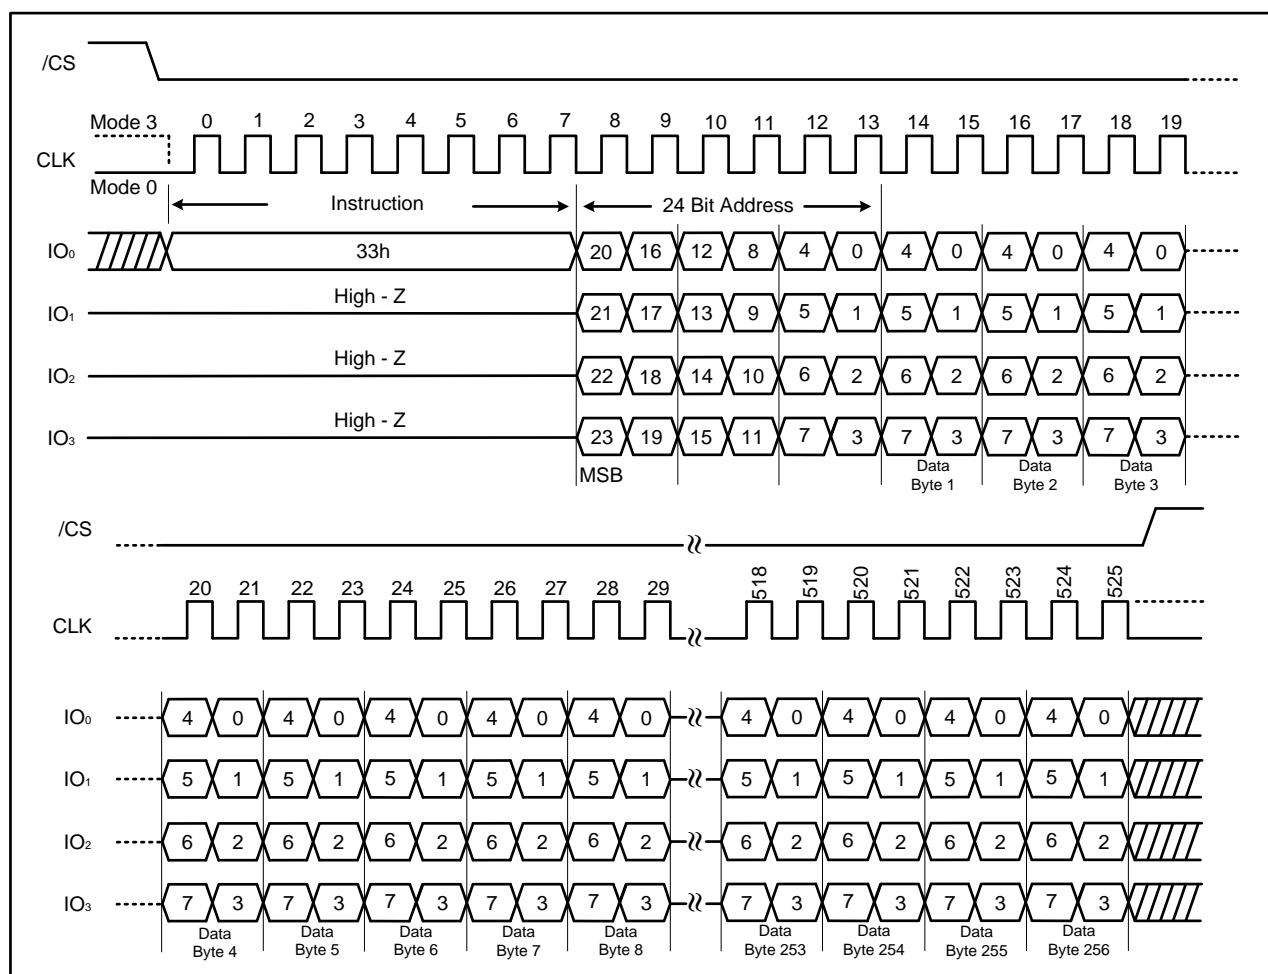 /CS
Mode 3 0 1 2 3 4 5 6 7 8 9 10 11 12 13 14 15 16 17 18 19
CLK
Mode 0
Instruction 24 Bit Address
IO0 33h 20 16 12 8 4 0 4 0 4 0 4 0
High - Z
IO1 21 17 13 9 5 1 5 1 5 1 5 1
High - Z
IO2 22 18 14 10 6 2 6 2 6 2 6 2
High - Z
IO3 23 19 15 11 7 3 7 3 7 3 7 3
MSB Data Data Data
Byte 1 Byte 2 Byte 3
/CS
20 21 22 23 24 25 26 27 28 29 518 519 520 521 522 523 524 525
CLK
IO0 4 0 4 0 4 0 4 0 4 0 4 0 4 0 4 0 4 0
IO1 5 1 5 1 5 1 5 1 5 1 5 1 5 1 5 1 5 1
IO2 6 2 6 2 6 2 6 2 6 2 6 2 6 2 6 2 6 2
IO3 7 3 7 3 7 3 7 3 7 3 7 3 7 3 7 3 7 3
Data Data Data Data Data Data Data Data Data
Byte 4 Byte 5 Byte 6 Byte 7 Byte 8 Byte 253 Byte 254 Byte 255 Byte 256